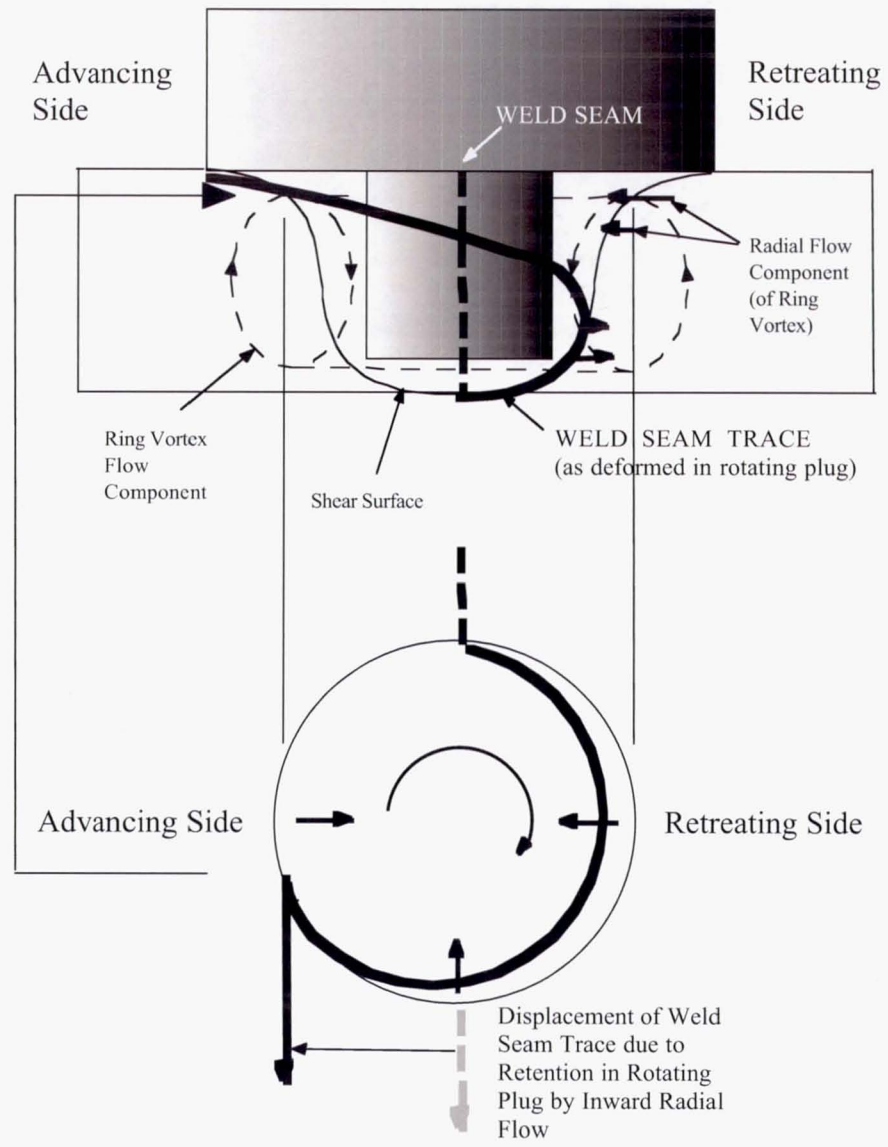 Advancing
Side
Retreating
Side
WELD SEAM
Radial Flow
Component
(of Ring
Vortex)
Ring Vortex
Flow
Component
Shear Surface
WELD SEAM TRACE
(as deformed in rotating plug)
Advancing Side
Retreating Side
Displacement of Weld
Seam Trace due to
Retention in Rotating
Plug by Inward Radial
Flow